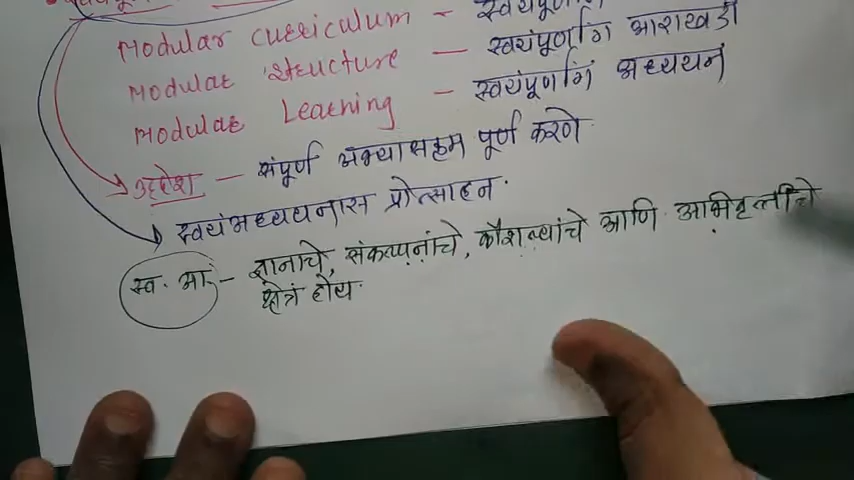 Modular curriculum - स्वयंपूर्णांग
Modular Structure - स्वयंपूर्णांग आराखडा
Modular Learning - स्वयंपूर्णांग अध्ययन
उद्देश - संपूर्ण अभ्यासक्रम पूर्ण करणे
स्वयंअध्ययनास प्रोत्साहन.
स्व. भा. - ज्ञानाचे, संकल्पनांचे, कौशल्यांचे आणि अभिवृत्तींचे
क्षेत्रं होय.